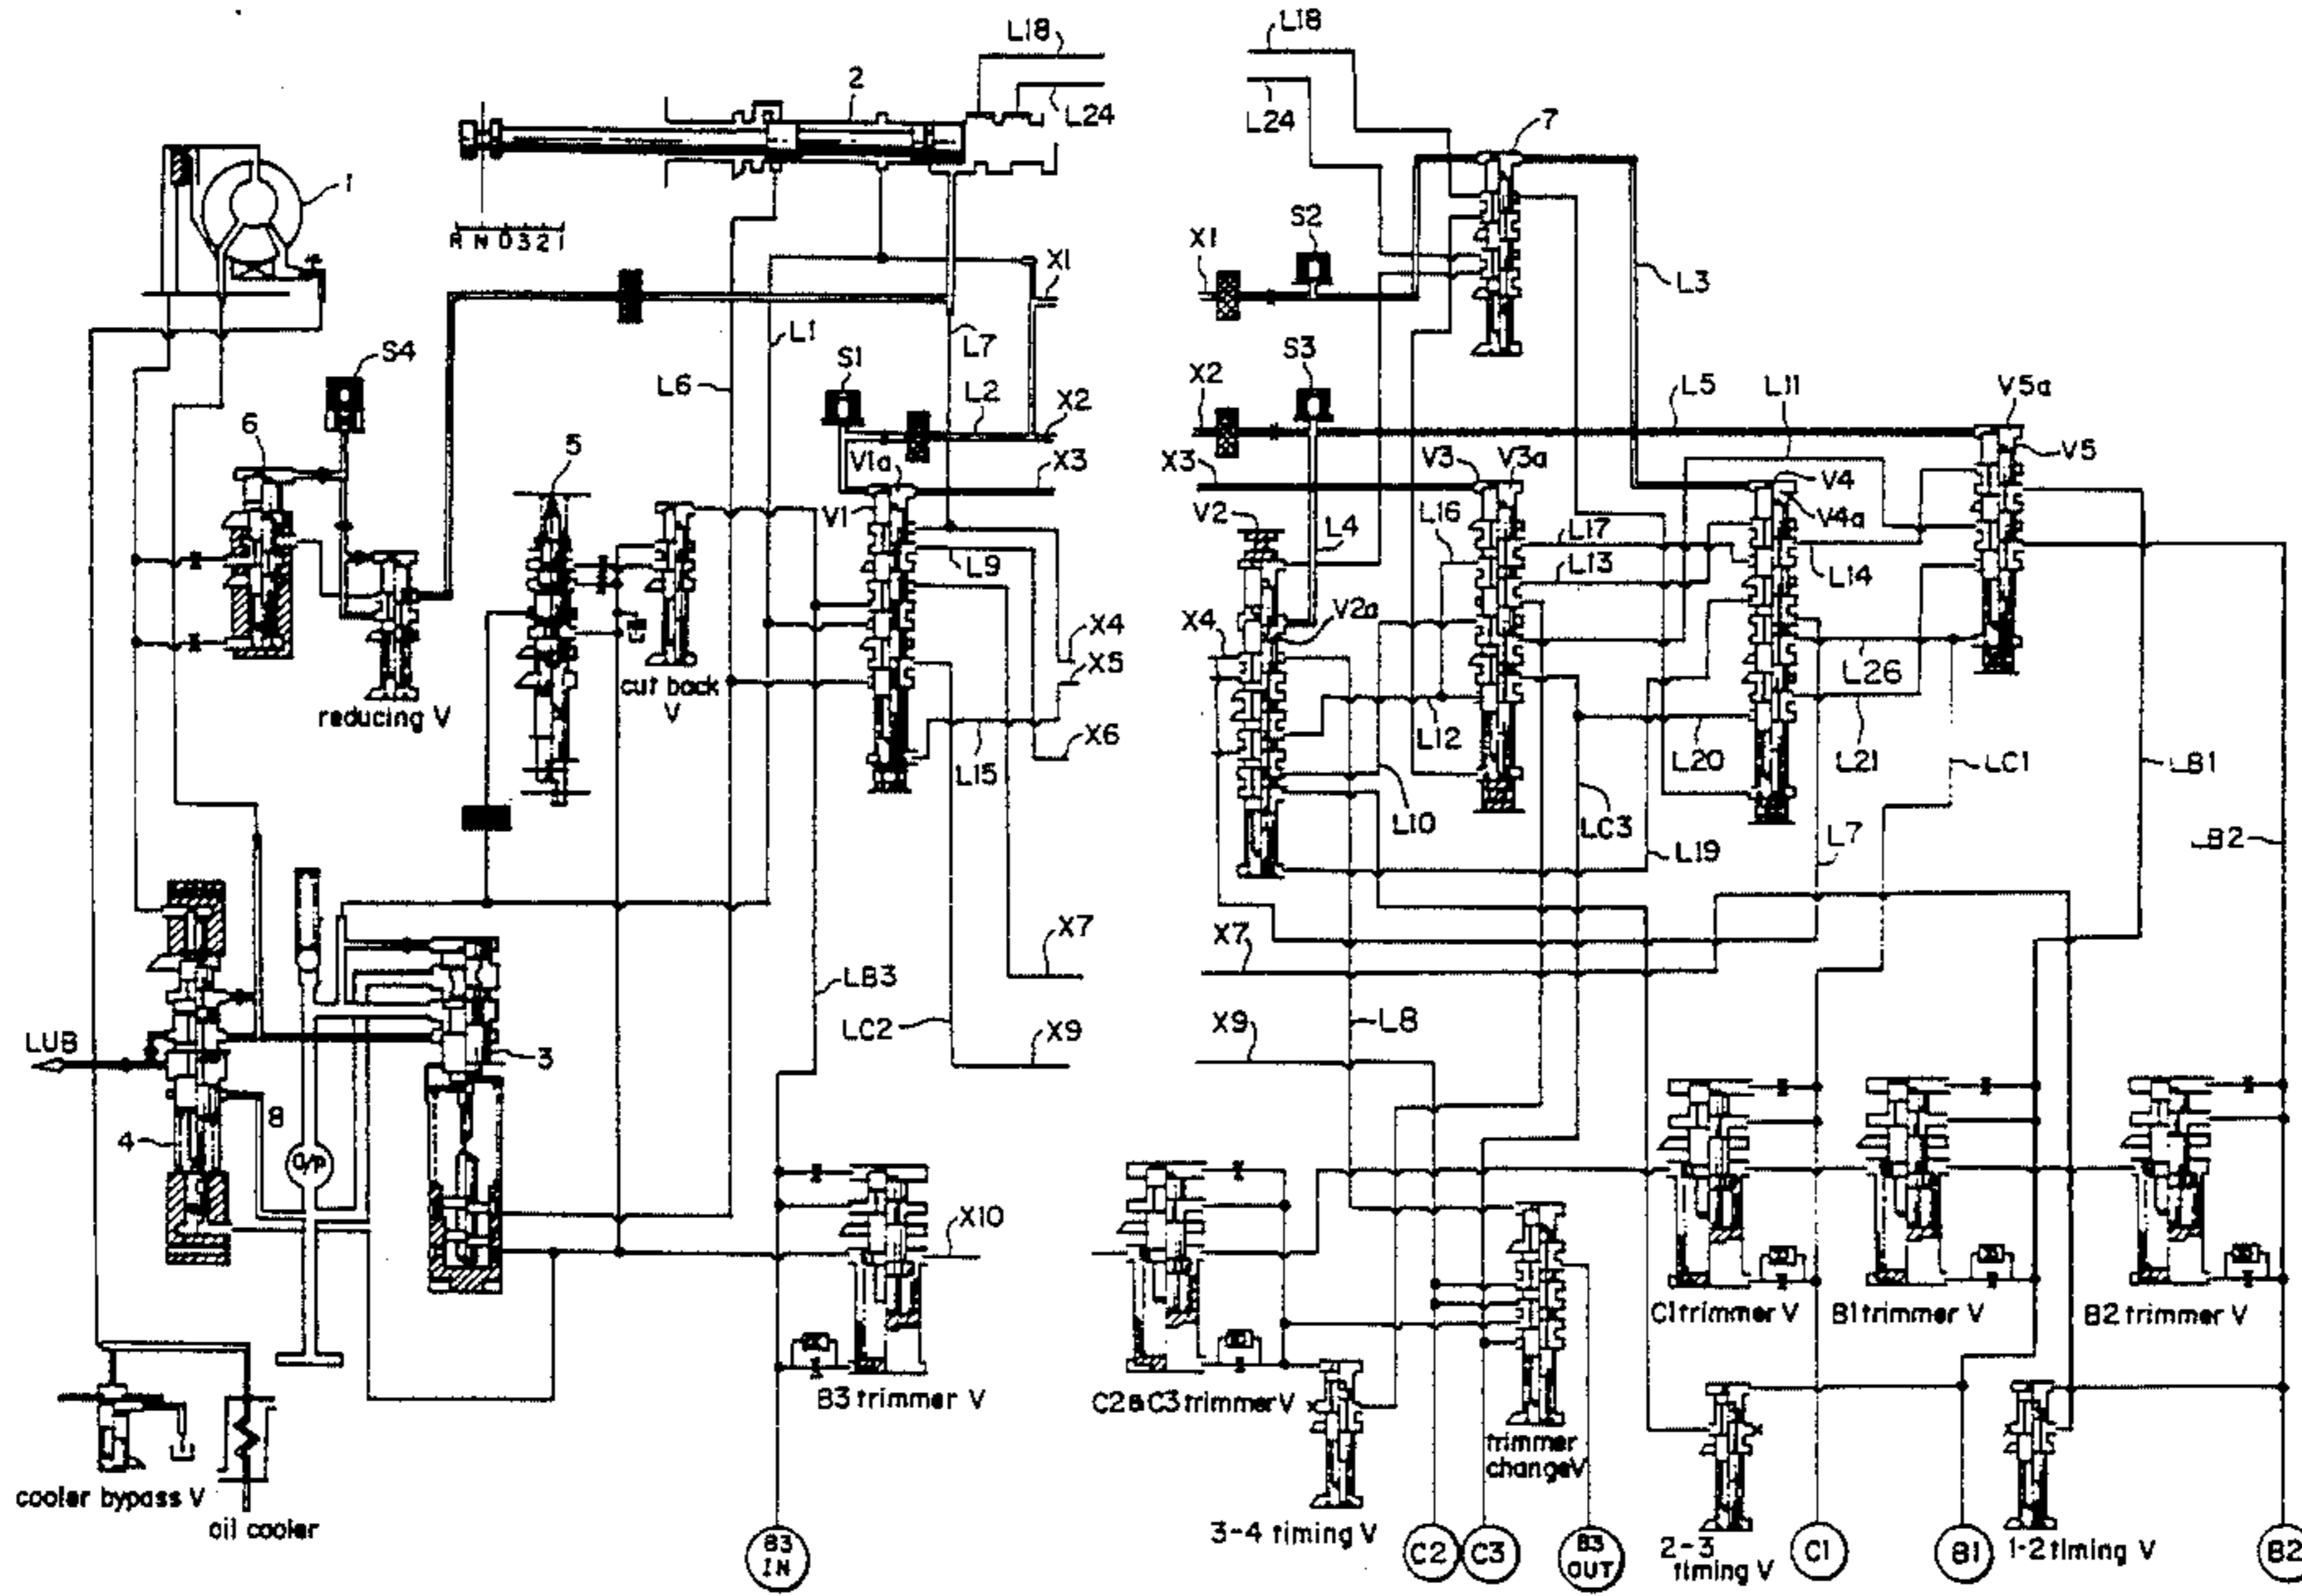 L18
L18
2
L24
L24
7
1
R N D 3 2 1
X1
X1
S2
L3
S4
L1
L7
S1
L6
L2
X2
X2
S3
L5
L11
V5a
6
5
V1a
X3
X3
V3
V3a
V4
V5
V1
V2
L4
L16
L17
V4a
L9
L13
L14
V2a
X4
X4
X5
L26
cut back
V
reducing V
X6
L15
L12
L20
L21
LC1
LB1
L10
LC3
L7
L19
LB2
X7
X7
LB3
LC2
L8
LUB
3
X9
X9
8
4
O/P
X10
C1 trimmer V
B1 trimmer V
B2 trimmer V
B3 trimmer V
C2&C3 trimmer V
trimmer
change V
cooler bypass V
oil cooler
3-4 timing V
2-3
timing V
1-2 timing V
B3
IN
C2
C3
B3
OUT
C1
B1
B2